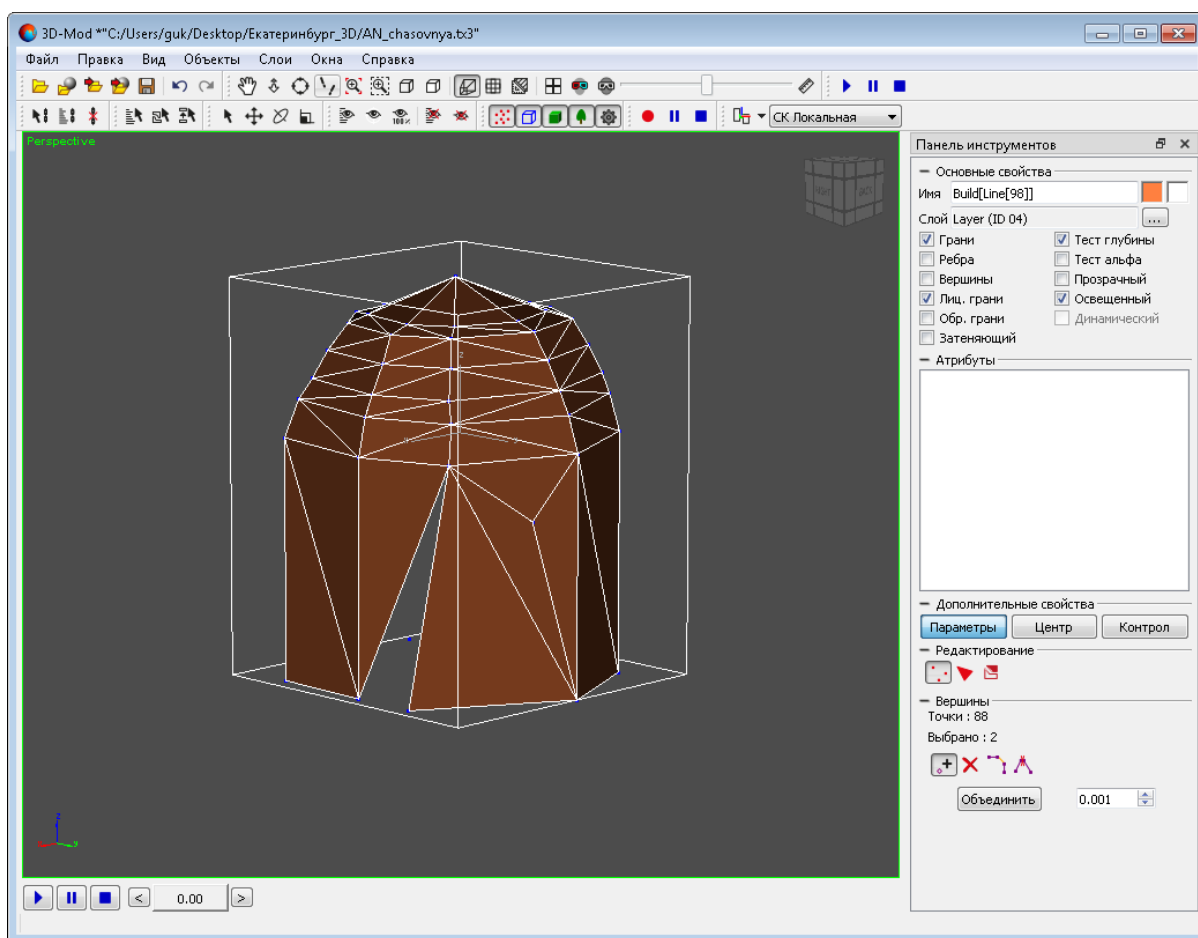 3D-Mod *"C:/Users/guk/Desktop/Екатеринбург_3D/AN_chasovnya.tx3"
Файл Правка Вид Объекты Слои Окна Справка
100%
СК Локальная
Perspective
Панель инструментов
Основные свойства
Имя Build[Line[98]]
Слой Layer (ID 04) ...
Грани Тест глубины
Ребра Тест альфа
Вершины Прозрачный
Лиц. грани Освещенный
Обр. грани Динамический
Затеняющий
Атрибуты
z
Дополнительные свойства
Параметры Центр Контрол
Редактирование
Вершины
Точки : 88
Выбрано : 2
Объединить 0.001
z
y
< 0.00 >